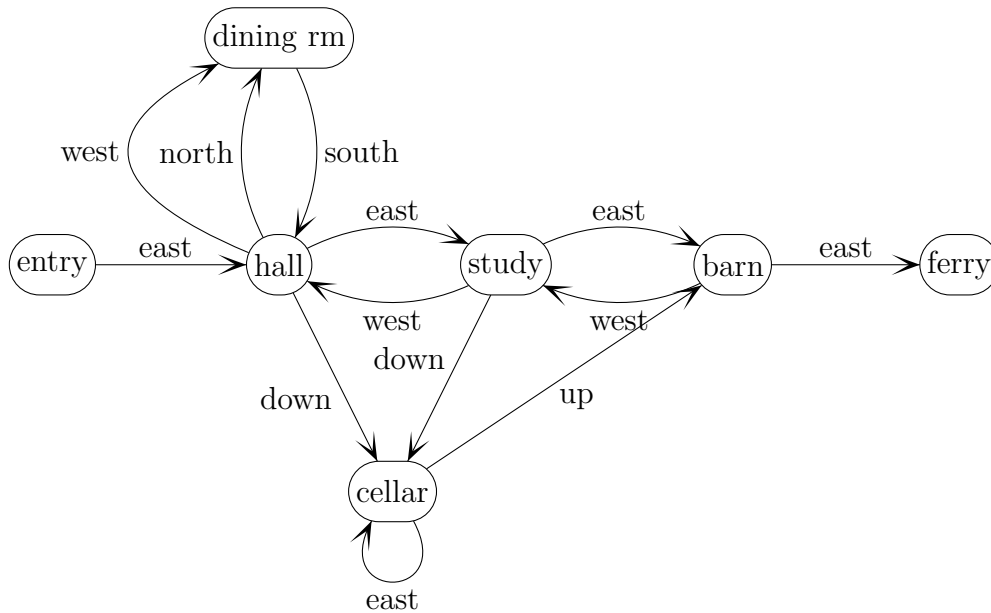 dining rm
west
north
south
east
east
entry
east
hall
study
barn
east
ferry
west
west
down
down
up
cellar
east